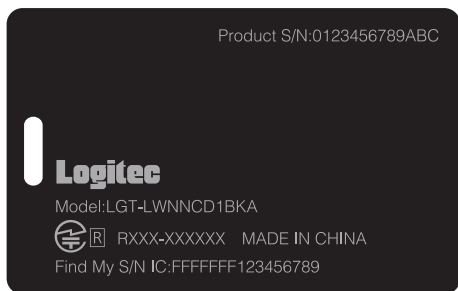 Product S/N:0123456789ABC
Logitec
Model:LGT-LWNNCD1BKA
R RXXX-XXXXXX MADE IN CHINA
Find My S/N IC:FFFFFFF123456789